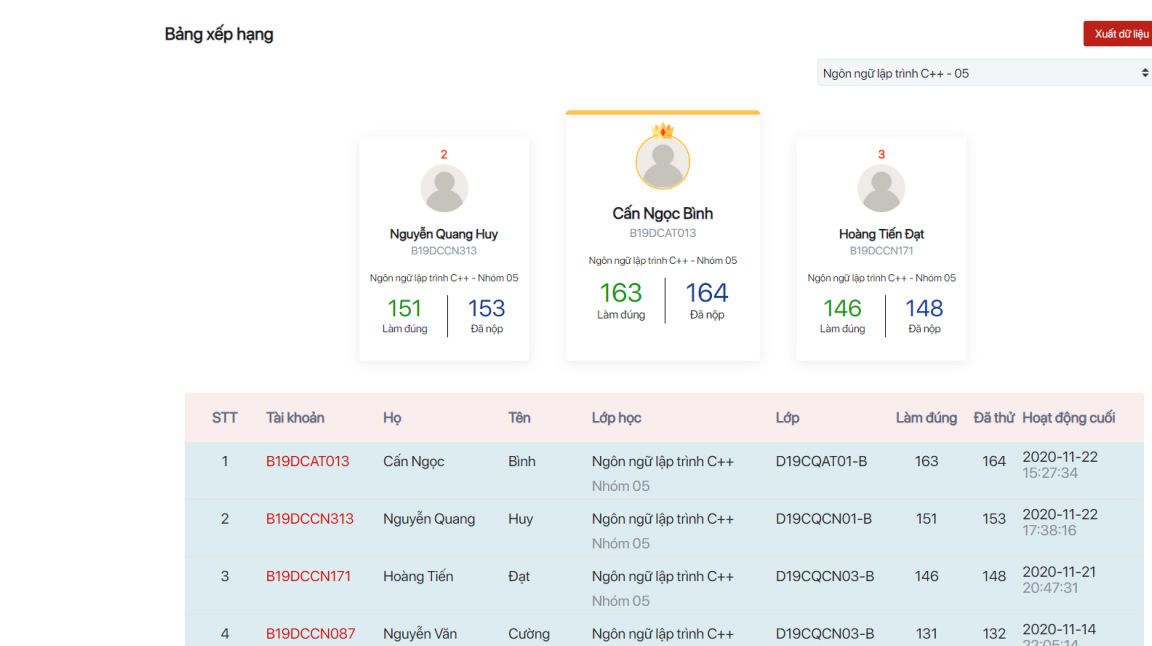 Bảng xếp hạng
Xuất dữ liệu
Ngôn ngữ lập trình C++ - 05
2
Nguyễn Quang Huy
B19DCCN313
Ngôn ngữ lập trình C++ - Nhóm 05
151 153
Làm đúng Đã nộp
Cấn Ngọc Bình
B19DCAT013
Ngôn ngữ lập trình C++ - Nhóm 05
163 164
Làm đúng Đã nộp
3
Hoàng Tiến Đạt
B19DCCN171
Ngôn ngữ lập trình C++ - Nhóm 05
146 148
Làm đúng Đã nộp
STT Tài khoản Họ Tên Lớp học Lớp Làm đúng Đã thử Hoạt động cuối
1 B19DCAT013 Cấn Ngọc Bình Ngôn ngữ lập trình C++ D19CQAT01-B 163 164 2020-11-22
Nhóm 05 15:27:34
2 B19DCCN313 Nguyễn Quang Huy Ngôn ngữ lập trình C++ D19CQCN01-B 151 153 2020-11-22
Nhóm 05 17:38:16
3 B19DCCN171 Hoàng Tiến Đạt Ngôn ngữ lập trình C++ D19CQCN03-B 146 148 2020-11-21
Nhóm 05 20:47:31
4 B19DCCN087 Nguyễn Văn Cường Ngôn ngữ lập trình C++ D19CQCN03-B 131 132 2020-11-14
22:05:14